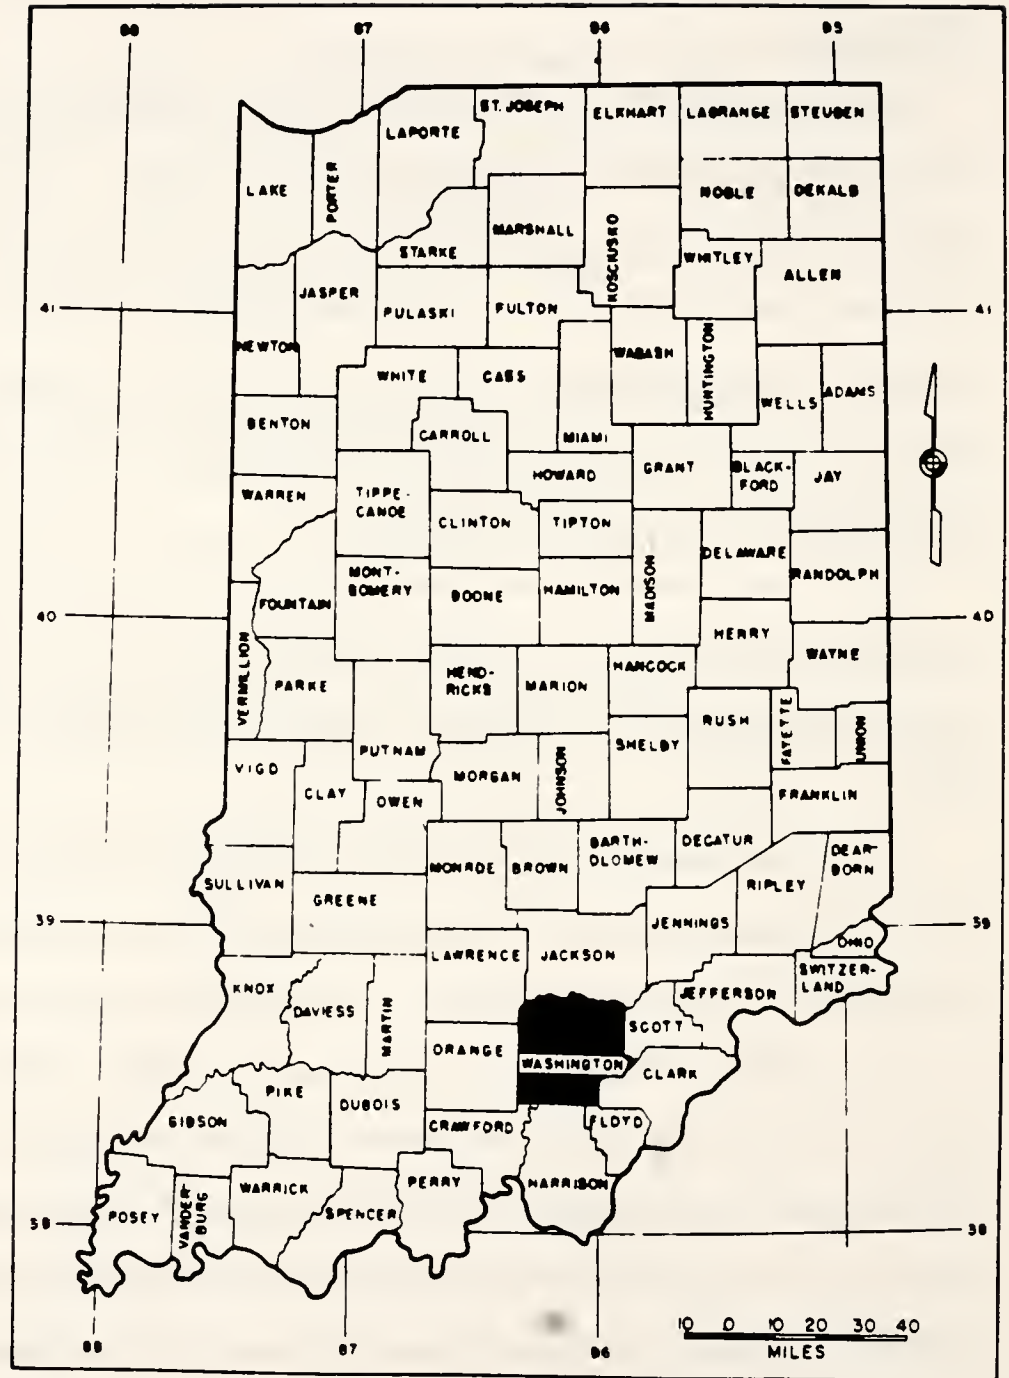 88 87 86 85
ST. JOSEPH
ELKHART
LAGRANGE
STEUBEN
LAPORTE
LAKE
PORTER
NOBLE
DEKALB
MARSHALL
STARKE
KOSCIUSKO
WHITLEY
ALLEN
JASPER
PULASKI
FULTON
41 41
NEWTON
WHITE
CASS
WABASH
HUNTINGTON
WELLS
ADAMS
BENTON
CARROLL
MIAMI
HOWARD
GRANT
BLACK-
FORD
JAY
WARREN
TIPPE-
CANOE
CLINTON
TIPTON
MADISON
DELAWARE
RANDOLPH
MONT-
GOMERY
FOUNTAIN
BOONE
HAMILTON
40 40
HENRY
WAYNE
VERMILLION
PARKE
HEND-
RICKS
MARION
HANCOCK
RUSH
FAYETTE
UNION
PUTNAM
SHELBY
VIGO
CLAY
OWEN
MORGAN
JOHNSON
FRANKLIN
MONROE
BROWN
BARTH-
OLOMEW
DECATUR
DEAR-
BORN
SULLIVAN
GREENE
RIPLEY
JENNINGS
39 39
OHIO
LAWRENCE
JACKSON
SWITZER-
LAND
KNOX
DAVIESS
MARTIN
JEFFERSON
SCOTT
ORANGE
WASHINGTON
CLARK
PIKE
DUBOIS
GIBSON
CRAWFORD
FLOYD
HARRISON
PERRY
WARRICK
SPENCER
POSEY
VANDER-
BURG
38 38
88 87 86
10 0 10 20 30 40
MILES